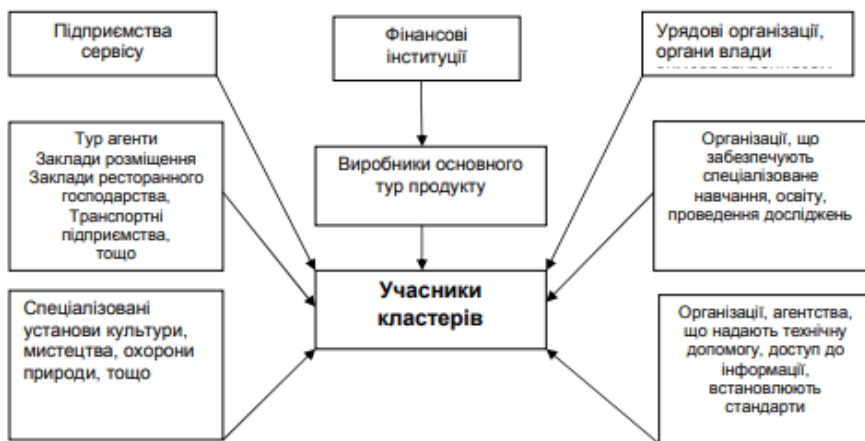 Підприємства
сервісу
Фінансові
інституції
Урядові організації,
органи влади
Тур агенти
Заклади розміщення
Заклади ресторанного
господарства,
Транспортні
підприємства,
тощо
Виробники основного
тур продукту
Організації, що
забезпечують
спеціалізоване
навчання, освіту,
проведення досліджень
Учасники
кластерів
Спеціалізовані
установи культури,
мистецтва, охорони
природи, тощо
Організації, агентства,
що надають технічну
допомогу, доступ до
інформації,
встановлюють
стандарти